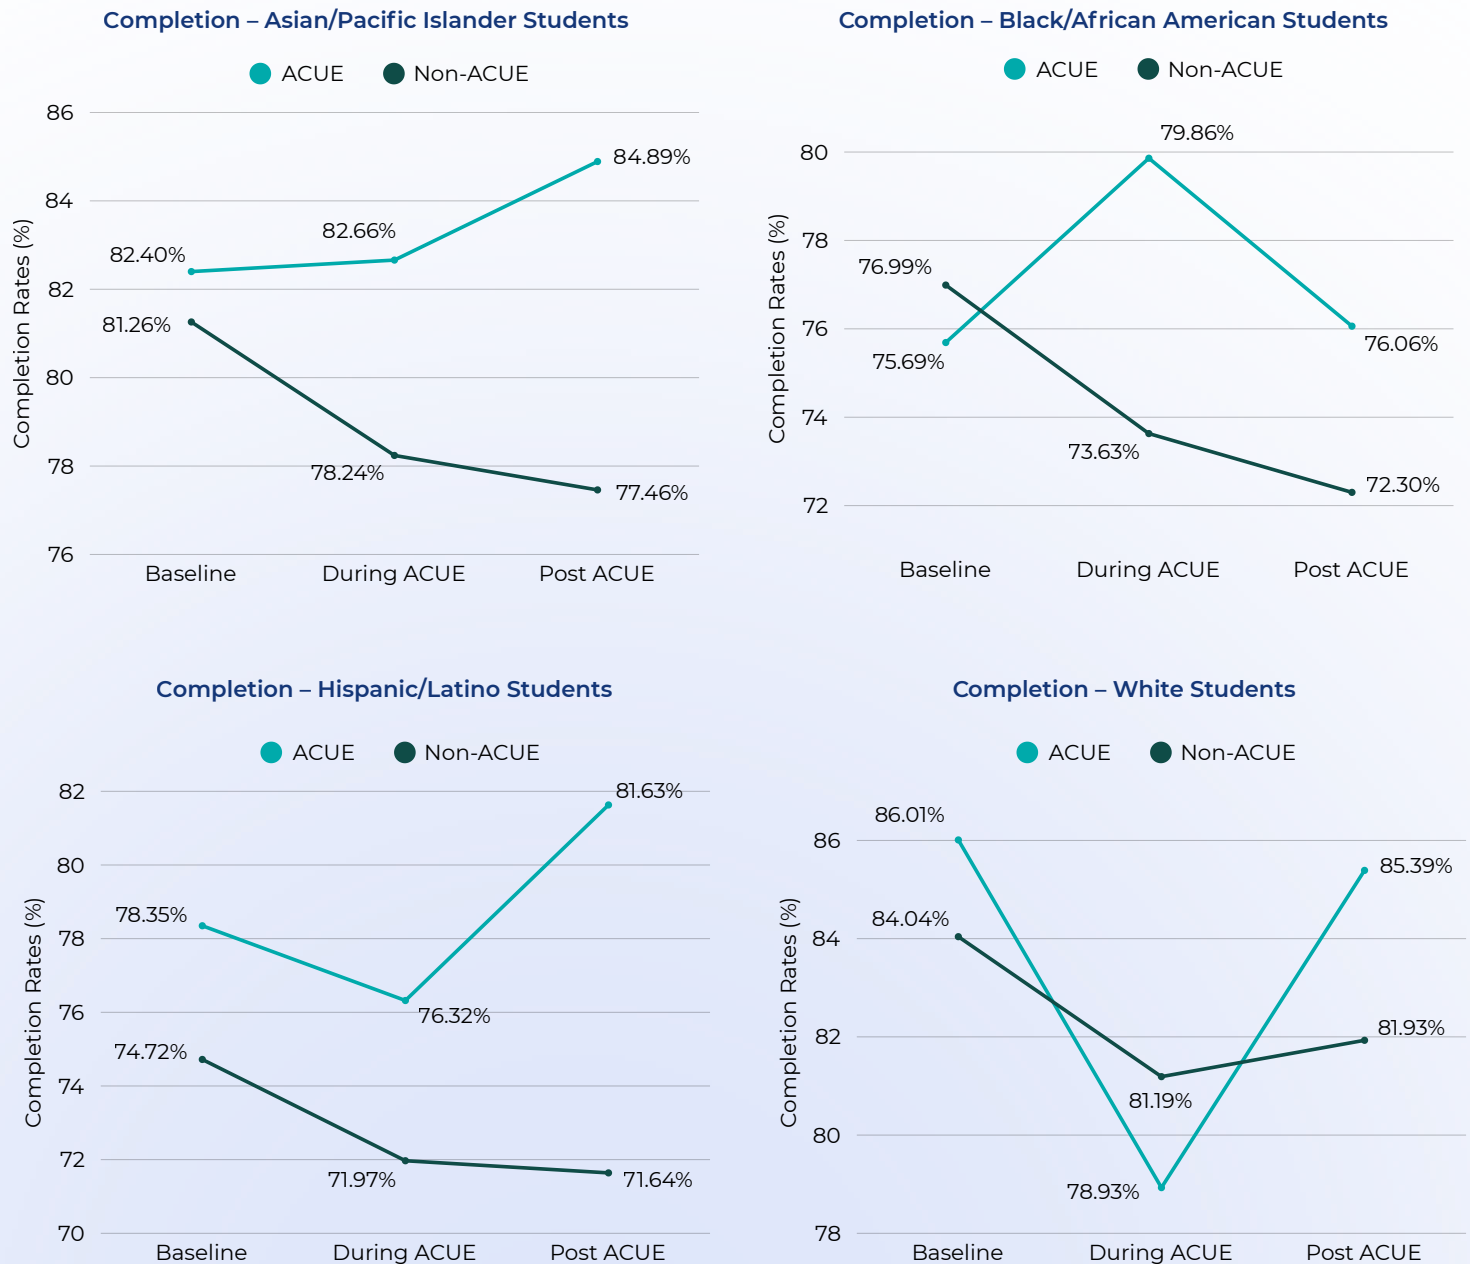 Completion – Asian/Pacific Islander Students
ACUE Non-ACUE
Completion Rates (%)
86
84
82
80
78
76
82.40%
82.66%
84.89%
81.26%
78.24%
77.46%
Baseline During ACUE Post ACUE
Completion – Black/African American Students
ACUE Non-ACUE
Completion Rates (%)
80
78
76
74
72
79.86%
76.99%
75.69%
76.06%
73.63%
72.30%
Baseline During ACUE Post ACUE
Completion – Hispanic/Latino Students
ACUE Non-ACUE
Completion Rates (%)
82
80
78
76
74
72
70
81.63%
78.35%
76.32%
74.72%
71.97%
71.64%
Baseline During ACUE Post ACUE
Completion – White Students
ACUE Non-ACUE
Completion Rates (%)
86
84
82
80
78
86.01%
85.39%
84.04%
81.93%
81.19%
78.93%
Baseline During ACUE Post ACUE